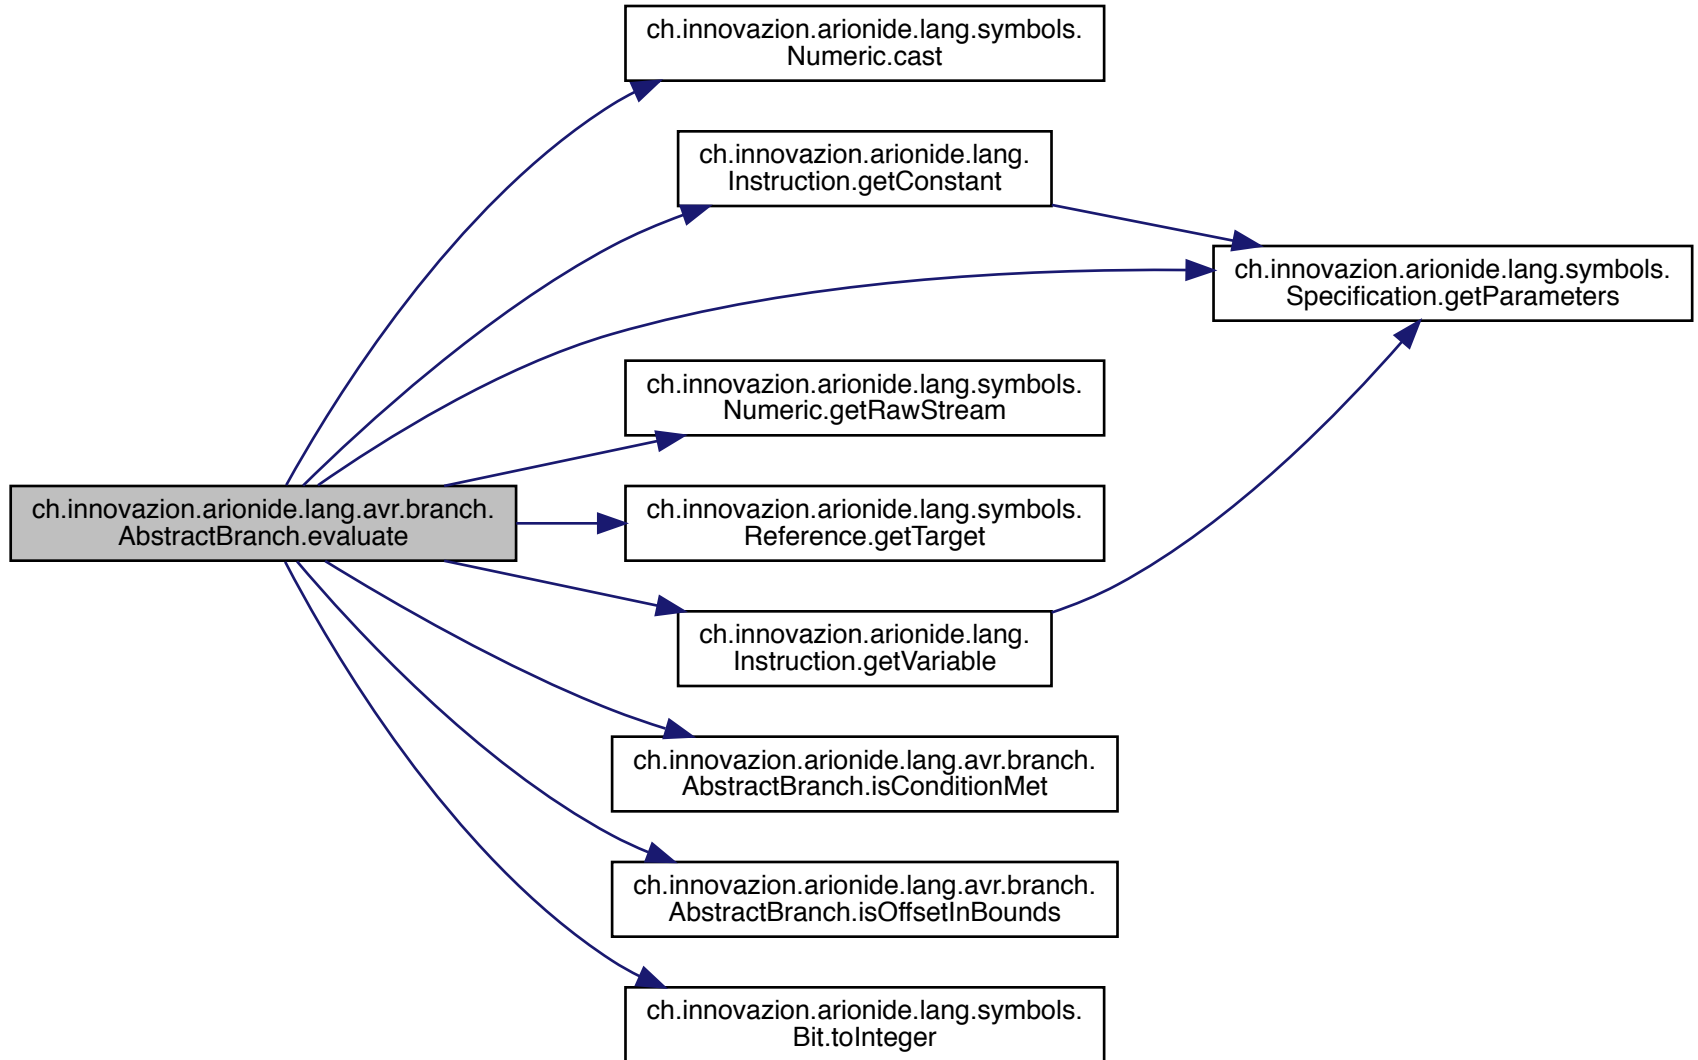 ch.innovazion.arionide.lang.symbols.
Numeric.cast
ch.innovazion.arionide.lang.
Instruction.getConstant
ch.innovazion.arionide.lang.symbols.
Specification.getParameters
ch.innovazion.arionide.lang.symbols.
Numeric.getRawStream
ch.innovazion.arionide.lang.avr.branch.
AbstractBranch.evaluate
ch.innovazion.arionide.lang.symbols.
Reference.getTarget
ch.innovazion.arionide.lang.
Instruction.getVariable
ch.innovazion.arionide.lang.avr.branch.
AbstractBranch.isConditionMet
ch.innovazion.arionide.lang.avr.branch.
AbstractBranch.isOffsetInBounds
ch.innovazion.arionide.lang.symbols.
Bit.toInteger